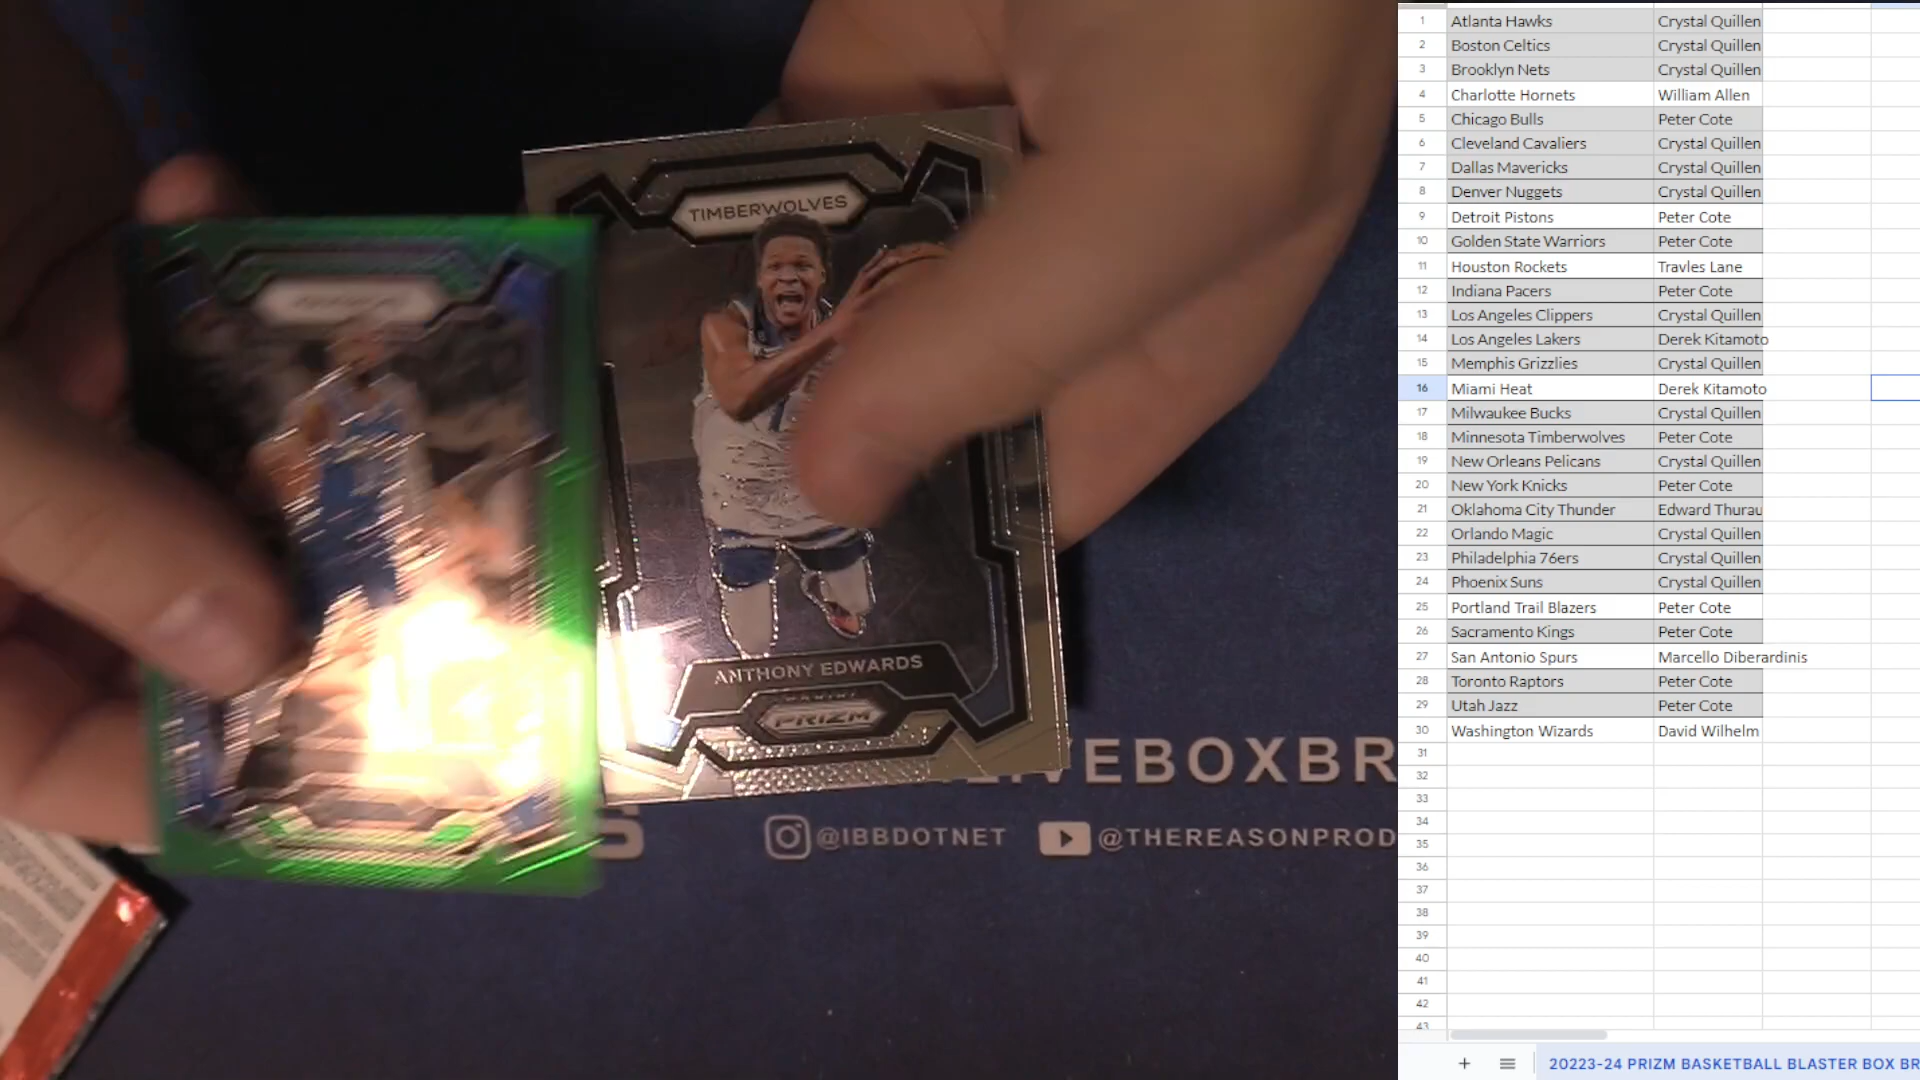 TIMBERWOLVES
ANTHONY EDWARDS
PANINI
PRIZM
LIVEBOXBR
S
@IBBDOTNET
@THEREASONPROD
1 Atlanta Hawks Crystal Quillen
2 Boston Celtics Crystal Quillen
3 Brooklyn Nets Crystal Quillen
4 Charlotte Hornets William Allen
5 Chicago Bulls Peter Cote
6 Cleveland Cavaliers Crystal Quillen
7 Dallas Mavericks Crystal Quillen
8 Denver Nuggets Crystal Quillen
9 Detroit Pistons Peter Cote
10 Golden State Warriors Peter Cote
11 Houston Rockets Travles Lane
12 Indiana Pacers Peter Cote
13 Los Angeles Clippers Crystal Quillen
14 Los Angeles Lakers Derek Kitamoto
15 Memphis Grizzlies Crystal Quillen
16 Miami Heat Derek Kitamoto
17 Milwaukee Bucks Crystal Quillen
18 Minnesota Timberwolves Peter Cote
19 New Orleans Pelicans Crystal Quillen
20 New York Knicks Peter Cote
21 Oklahoma City Thunder Edward Thurau
22 Orlando Magic Crystal Quillen
23 Philadelphia 76ers Crystal Quillen
24 Phoenix Suns Crystal Quillen
25 Portland Trail Blazers Peter Cote
26 Sacramento Kings Peter Cote
27 San Antonio Spurs Marcello Diberardinis
28 Toronto Raptors Peter Cote
29 Utah Jazz Peter Cote
30 Washington Wizards David Wilhelm
31
32
33
34
35
36
37
38
39
40
41
42
43
20223-24 PRIZM BASKETBALL BLASTER BOX BR